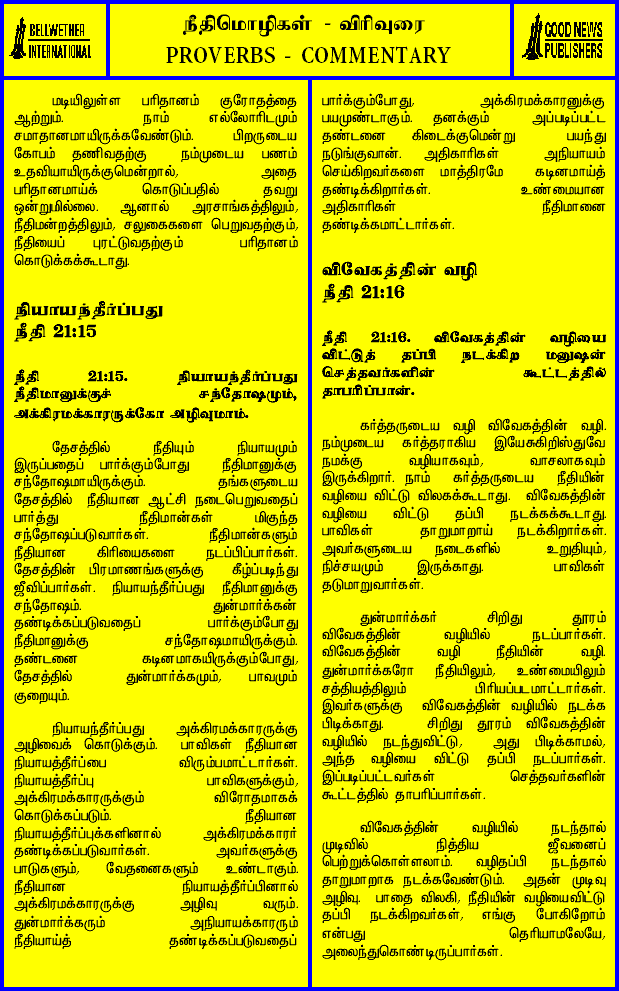 BELLWETHER
INTERNATIONAL
நீதிமொழிகள் - விரிவுரை
PROVERBS - COMMENTARY
GOOD NEWS
PUBLISHERS
மடியிலுள்ள பரிதானம் குரோதத்தை
ஆற்றும். நாம் எல்லோரிடமும்
சமாதானமாயிருக்கவேண்டும். பிறருடைய
கோபம் தணிவதற்கு நம்முடைய பணம்
உதவியாயிருக்குமென்றால், அதை
பரிதானமாய்க் கொடுப்பதில் தவறு
ஒன்றுமில்லை. ஆனால் அரசாங்கத்திலும்,
நீதிமன்றத்திலும், சலுகைகளை பெறுவதற்கும்,
நீதியைப் புரட்டுவதற்கும் பரிதானம்
கொடுக்கக்கூடாது.
நியாயந்தீர்ப்பது
நீதி 21:15
நீதி 21:15. நியாயந்தீர்ப்பது
நீதிமானுக்குச் சந்தோஷமும்,
அக்கிரமக்காரருக்கோ அழிவுமாம்.
தேசத்தில் நீதியும் நியாயமும்
இருப்பதைப் பார்க்கும்போது நீதிமானுக்கு
சந்தோஷமாயிருக்கும். தங்களுடைய
தேசத்தில் நீதியான ஆட்சி நடைபெறுவதைப்
பார்த்து நீதிமான்கள் மிகுந்த
சந்தோஷப்படுவார்கள். நீதிமான்களும்
நீதியான கிரியைகளை நடப்பிப்பார்கள்.
தேசத்தின் பிரமாணங்களுக்கு கீழ்ப்படிந்து
ஜீவிப்பார்கள். நியாயந்தீர்ப்பது நீதிமானுக்கு
சந்தோஷம். துன்மார்க்கன்
தண்டிக்கப்படுவதைப் பார்க்கும்போது
நீதிமானுக்கு சந்தோஷமாயிருக்கும்.
தண்டனை கடினமாகயிருக்கும்போது,
தேசத்தில் துன்மார்க்கமும், பாவமும்
குறையும்.
நியாயந்தீர்ப்பது அக்கிரமக்காரருக்கு
அழிவைக் கொடுக்கும். பாவிகள் நீதியான
நியாயத்தீர்ப்பை விரும்பமாட்டார்கள்.
நியாயத்தீர்ப்பு பாவிகளுக்கும்,
அக்கிரமக்காரருக்கும் விரோதமாகக்
கொடுக்கப்படும். நீதியான
நியாயத்தீர்ப்புக்களினால் அக்கிரமக்காரர்
தண்டிக்கப்படுவார்கள். அவர்களுக்கு
பாடுகளும், வேதனைகளும் உண்டாகும்.
நீதியான நியாயத்தீர்ப்பினால்
அக்கிரமக்காரருக்கு அழிவு வரும்.
துன்மார்க்கரும் அநியாயக்காரரும்
நீதியாய்த் தண்டிக்கப்படுவதைப்
பார்க்கும்போது, அக்கிரமக்காரனுக்கு
பயமுண்டாகும். தனக்கும் அப்படிப்பட்ட
தண்டனை கிடைக்குமென்று பயந்து
நடுங்குவான். அதிகாரிகள் அநியாயம்
செய்கிறவர்களை மாத்திரமே கடினமாய்த்
தண்டிக்கிறார்கள். உண்மையான
அதிகாரிகள் நீதிமானை
தண்டிக்கமாட்டார்கள்.
விவேகத்தின் வழி
நீதி 21:16
நீதி 21:16. விவேகத்தின் வழியை
விட்டுத் தப்பி நடக்கிற மனுஷன்
செத்தவர்களின் கூட்டத்தில்
தாபரிப்பான்.
கர்த்தருடைய வழி விவேகத்தின் வழி.
நம்முடைய கர்த்தராகிய இயேசுகிறிஸ்துவே
நமக்கு வழியாகவும், வாசலாகவும்
இருக்கிறார். நாம் கர்த்தருடைய நீதியின்
வழியை விட்டு விலகக்கூடாது. விவேகத்தின்
வழியை விட்டு தப்பி நடக்கக்கூடாது.
பாவிகள் தாறுமாறாய் நடக்கிறார்கள்.
அவர்களுடைய நடைகளில் உறுதியும்,
நிச்சயமும் இருக்காது. பாவிகள்
தடுமாறுவார்கள்.
துன்மார்க்கர் சிறிது தூரம்
விவேகத்தின் வழியில் நடப்பார்கள்.
விவேகத்தின் வழி நீதியின் வழி.
துன்மார்க்கரோ நீதியிலும், உண்மையிலும்
சத்தியத்திலும் பிரியப்படமாட்டார்கள்.
இவர்களுக்கு விவேகத்தின் வழியில் நடக்க
பிடிக்காது. சிறிது தூரம் விவேகத்தின்
வழியில் நடந்துவிட்டு, அது பிடிக்காமல்,
அந்த வழியை விட்டு தப்பி நடப்பார்கள்.
இப்படிப்பட்டவர்கள் செத்தவர்களின்
கூட்டத்தில் தாபரிப்பார்கள்.
விவேகத்தின் வழியில் நடந்தால்
முடிவில் நித்திய ஜீவனைப்
பெற்றுக்கொள்ளலாம். வழிதப்பி நடந்தால்
தாறுமாறாக நடக்கவேண்டும். அதன் முடிவு
அழிவு. பாதை விலகி, நீதியின் வழியைவிட்டு
தப்பி நடக்கிறவர்கள், எங்கு போகிறோம்
என்பது தெரியாமலேயே,
அலைந்துகொண்டிருப்பார்கள்.